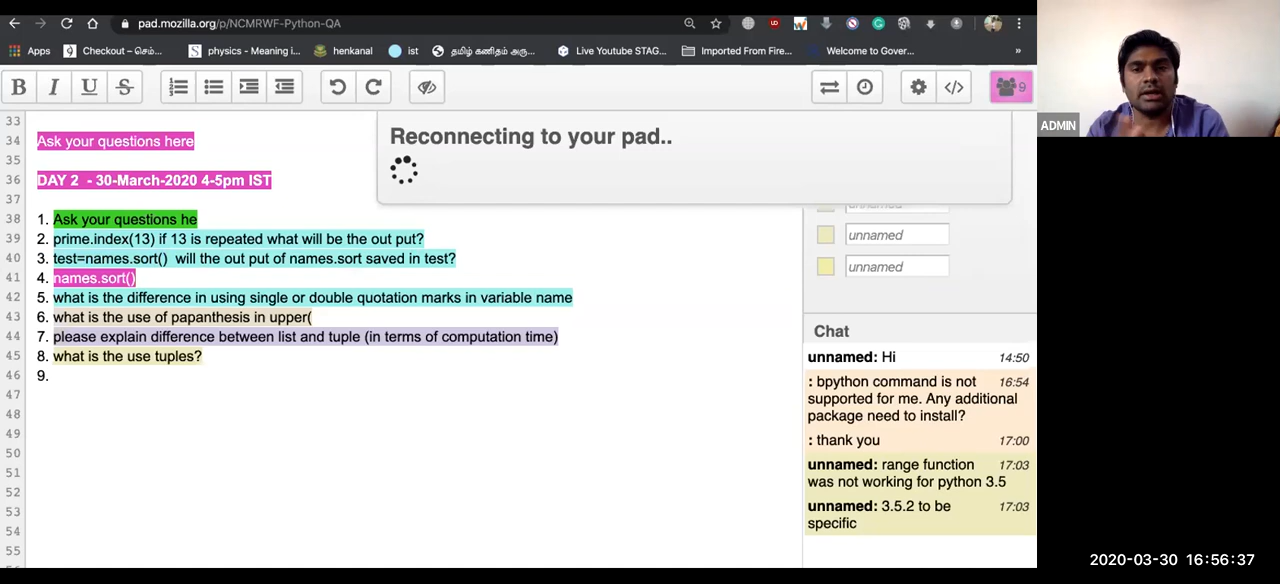 pad.mozilla.org/p/NCMRWF-Python-QA
Apps Checkout – செம்... physics - Meaning i... henkanal ist தமிழ் கணிதம் அரு... Live Youtube STAG... Imported From Fire... Welcome to Gover... »
B I U S 9
33
34 Ask your questions here
35
36 DAY 2 - 30-March-2020 4-5pm IST
37
38 1. Ask your questions he
39 2. prime.index(13) if 13 is repeated what will be the out put?
40 3. test=names.sort() will the out put of names.sort saved in test?
41 4. names.sort()
42 5. what is the difference in using single or double quotation marks in variable name
43 6. what is the use of papanthesis in upper(
44 7. please explain difference between list and tuple (in terms of computation time)
45 8. what is the use tuples?
46 9.
47
48
49
50
51
52
53
54
55
Reconnecting to your pad..
unnamed
unnamed
unnamed
Chat
unnamed: Hi 14:50
: bpython command is not 16:54
supported for me. Any additional
package need to install?
: thank you 17:00
unnamed: range function 17:03
was not working for python 3.5
unnamed: 3.5.2 to be 17:03
specific
ADMIN
2020-03-30 16:56:37